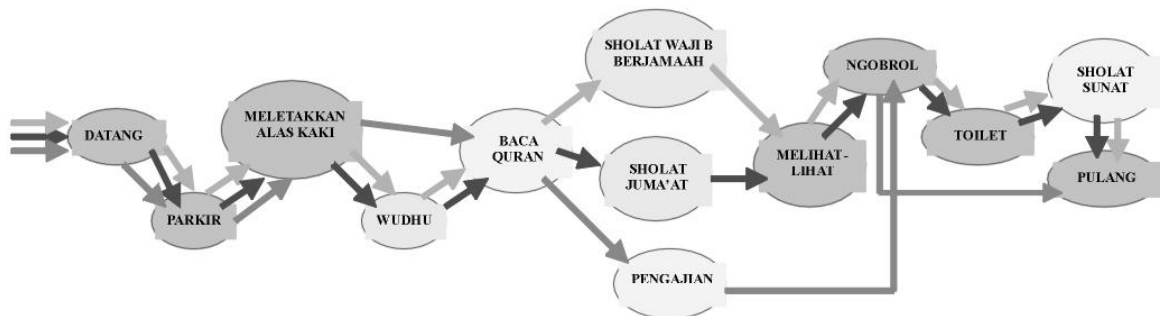 DATANG
PARKIR
MELETAKKAN
ALAS KAKI
WUDHU
BACA
QURAN
SHOLAT WAJI B
BERJAMAAH
SHOLAT
JUMA'AT
PENGAJIAN
MELIHAT-
LIHAT
NGOBROL
TOILET
SHOLAT
SUNAT
PULANG